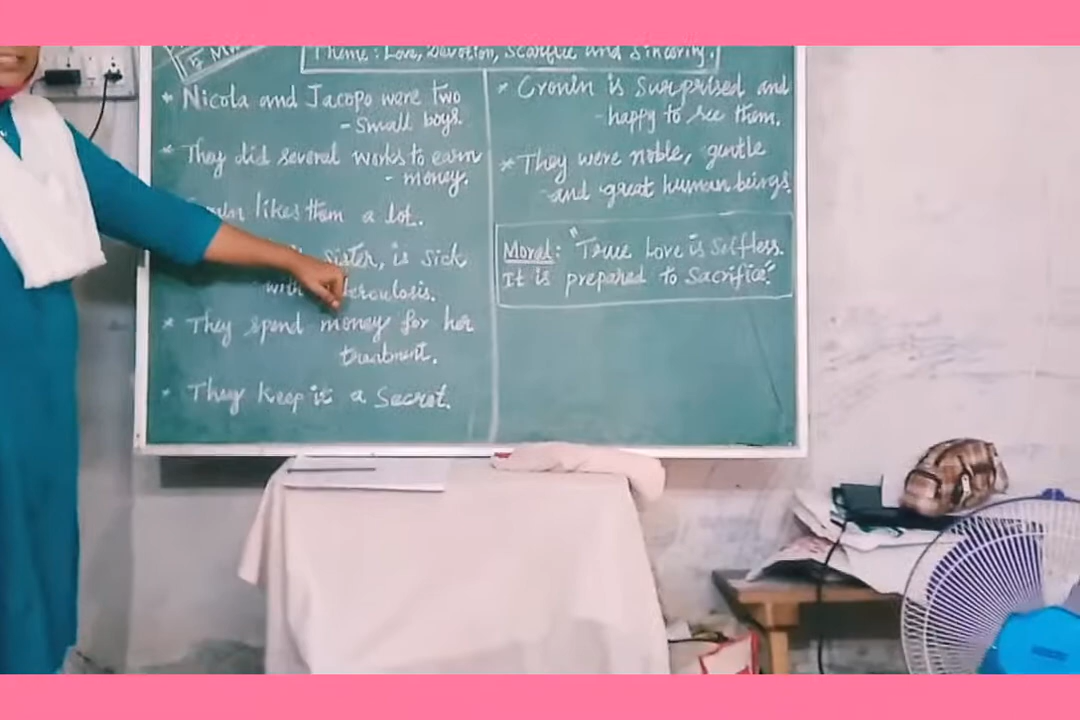 5
Theme: Love, Devotion, Scarfice and Sincerity.
* Nicola and Jacopo were two
- Small boys.
* They did several works to earn
- money.
likes them a lot.
sister, is sick
with
* They spend money for her
treatment.
* They keep it a Secret.
* Cronin is Surprised and
- happy to see them.
* They were noble, gentle
- and great human beings.
Moral: "True Love is Selfless.
It is prepared to Sacrifice."